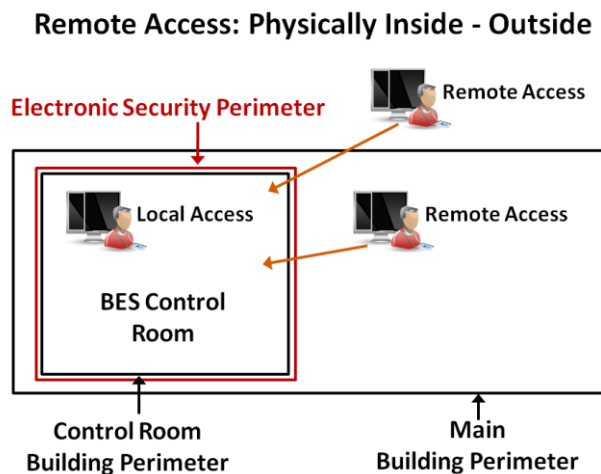 Remote Access: Physically Inside - Outside
Remote Access
Electronic Security Perimeter
Local Access
Remote Access
BES Control
Room
Control Room
Building Perimeter
Main
Building Perimeter